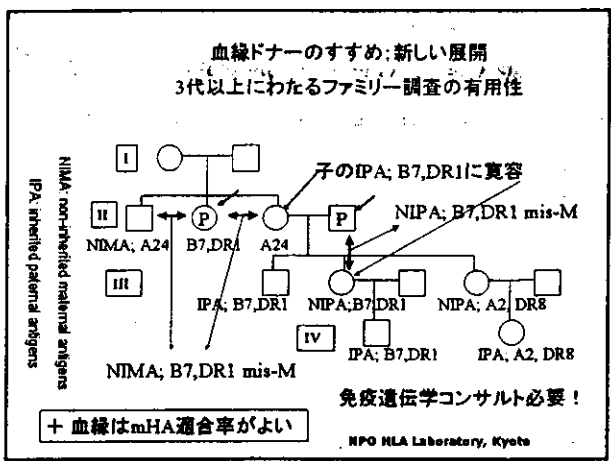 血縁ドナーのすすめ;新しい展開
3代以上にわたるファミリー調査の有用性
NIMA: non-inherited maternal antigens
IPA: inherited paternal antigens
I
子のIPA; B7,DR1に寛容
II
P
P
NIPA; B7,DR1 mis-M
NIMA; A24
B7,DR1
A24
III
IPA; B7,DR1
NIPA;B7,DR1
NIPA; A2, DR8
IV
IPA; B7,DR1
IPA; A2, DR8
NIMA; B7,DR1 mis-M
免疫遺伝学コンサルト必要!
+ 血縁はmHA適合率がよい
NPO HLA Laboratory, Kyoto